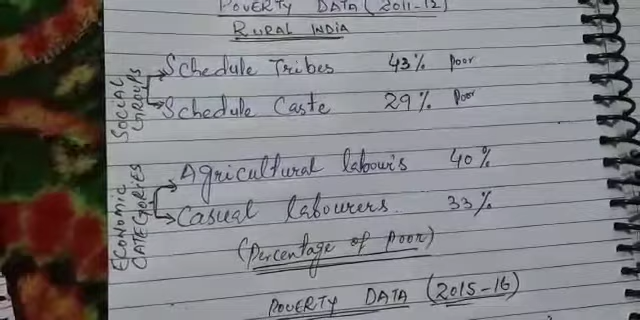 POVERTY DATA (2011-12)
RURAL INDIA
SOCIAL GROUPS
Schedule Tribes 43% Poor
Schedule Caste 29% Poor
ECONOMIC CATEGORIES
Agricultural labours 40%
Casual labourers. 33%
(Percentage of Poor)
POVERTY DATA (2015-16)